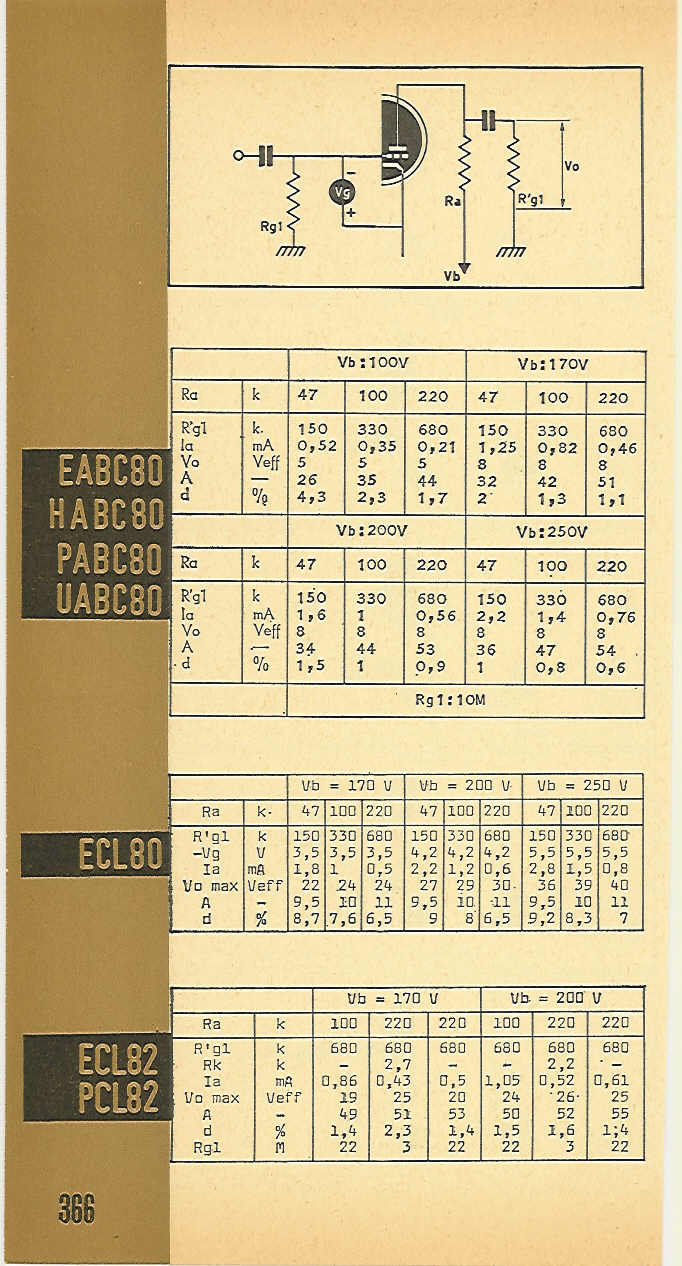 Vg
−
+
Rg1
Ra
R'g1
Vo
Vb
EABC80
HABC80
PABC80
UABC80
Vb:100V Vb:170V
Ra k 47 100 220 47 100 220
R'g1 k. 150 330 680 150 330 680
Ia mA 0,52 0,35 0,21 1,25 0,82 0,46
Vo Veff 5 5 5 8 8 8
A — 26 35 44 32 42 51
d % 4,3 2,3 1,7 2 1,3 1,1
Vb:200V Vb:250V
Ra k 47 100 220 47 100 220
R'g1 k 150 330 680 150 330 680
Ia mA 1,6 1 0,56 2,2 1,4 0,76
Vo Veff 8 8 8 8 8 8
A — 34 44 53 36 47 54
d % 1,5 1 0,9 1 0,8 0,6
Rg1:10M
ECL80
Vb = 170 V Vb = 200 V Vb = 250 V
Ra k 47 100 220 47 100 220 47 100 220
R'g1 k 150 330 680 150 330 680 150 330 680
-Vg V 3,5 3,5 3,5 4,2 4,2 4,2 5,5 5,5 5,5
Ia mA 1,8 1 0,5 2,2 1,2 0,6 2,8 1,5 0,8
Vo max Veff 22 24 24 27 29 30 36 39 40
A - 9,5 10 11 9,5 10 11 9,5 10 11
d % 8,7 7,6 6,5 9 8 6,5 9,2 8,3 7
ECL82
PCL82
Vb = 170 V Vb = 200 V
Ra k 100 220 220 100 220 220
R'g1 k 680 680 680 680 680 680
Rk k - 2,7 - - 2,2 -
Ia mA 0,86 0,43 0,5 1,05 0,52 0,61
Vo max Veff 19 25 20 24 26 25
A - 49 51 53 50 52 55
d % 1,4 2,3 1,4 1,5 1,6 1;4
Rg1 M 22 3 22 22 3 22
366